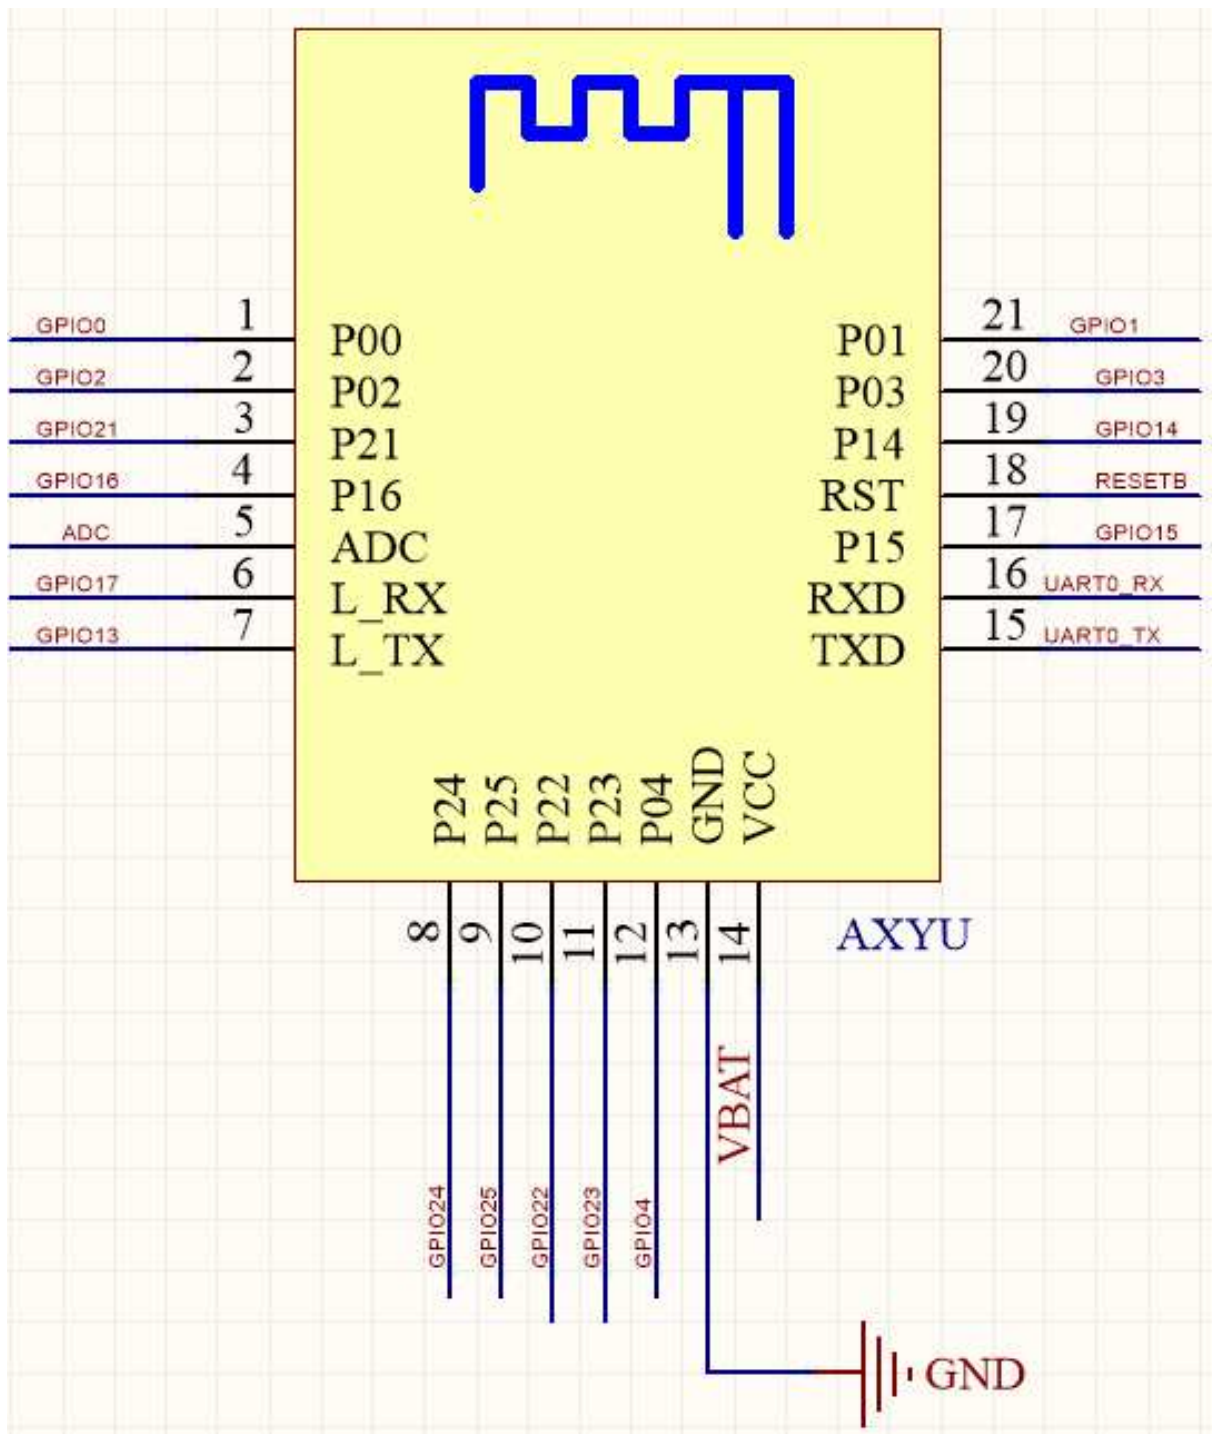 GPIO0 1 P00 P01 21 GPIO1
GPIO2 2 P02 P03 20 GPIO3
GPIO21 3 P21 P14 19 GPIO14
GPIO16 4 P16 RST 18 RESETB
ADC 5 ADC P15 17 GPIO15
GPIO17 6 L_RX RXD 16 UART0_RX
GPIO13 7 L_TX TXD 15 UART0_TX
P24 P25 P22 P23 P04 GND VCC
8 9 10 11 12 13 14 AXYU
VBAT
GPIO24 GPIO25 GPIO22 GPIO23 GPIO4
GND